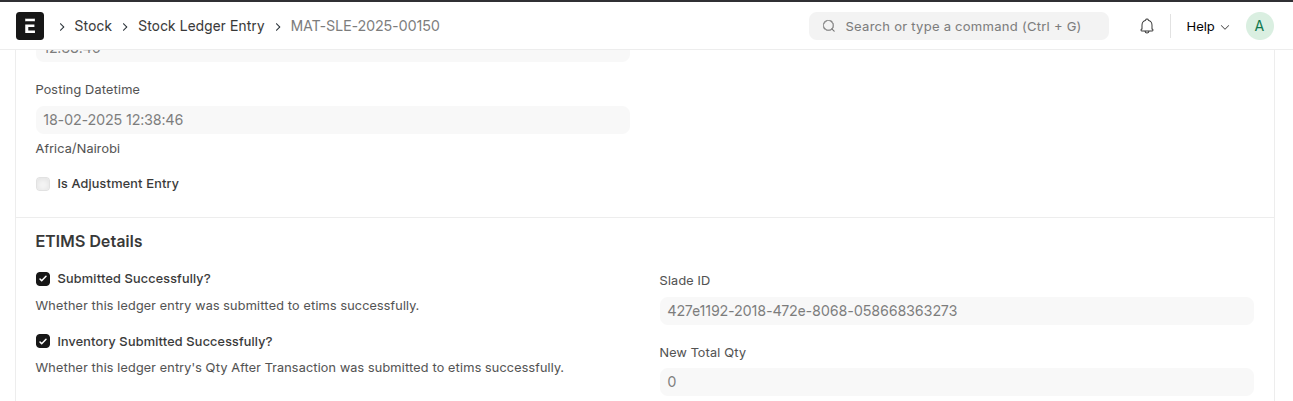 E
Stock
Stock Ledger Entry
MAT-SLE-2025-00150
Search or type a command (Ctrl + G)
Help
A
Posting Datetime
18-02-2025 12:38:46
Africa/Nairobi
Is Adjustment Entry
ETIMS Details
Submitted Successfully?
Whether this ledger entry was submitted to etims successfully.
Inventory Submitted Successfully?
Whether this ledger entry's Qty After Transaction was submitted to etims successfully.
Slade ID
427e1192-2018-472e-8068-058668363273
New Total Qty
0